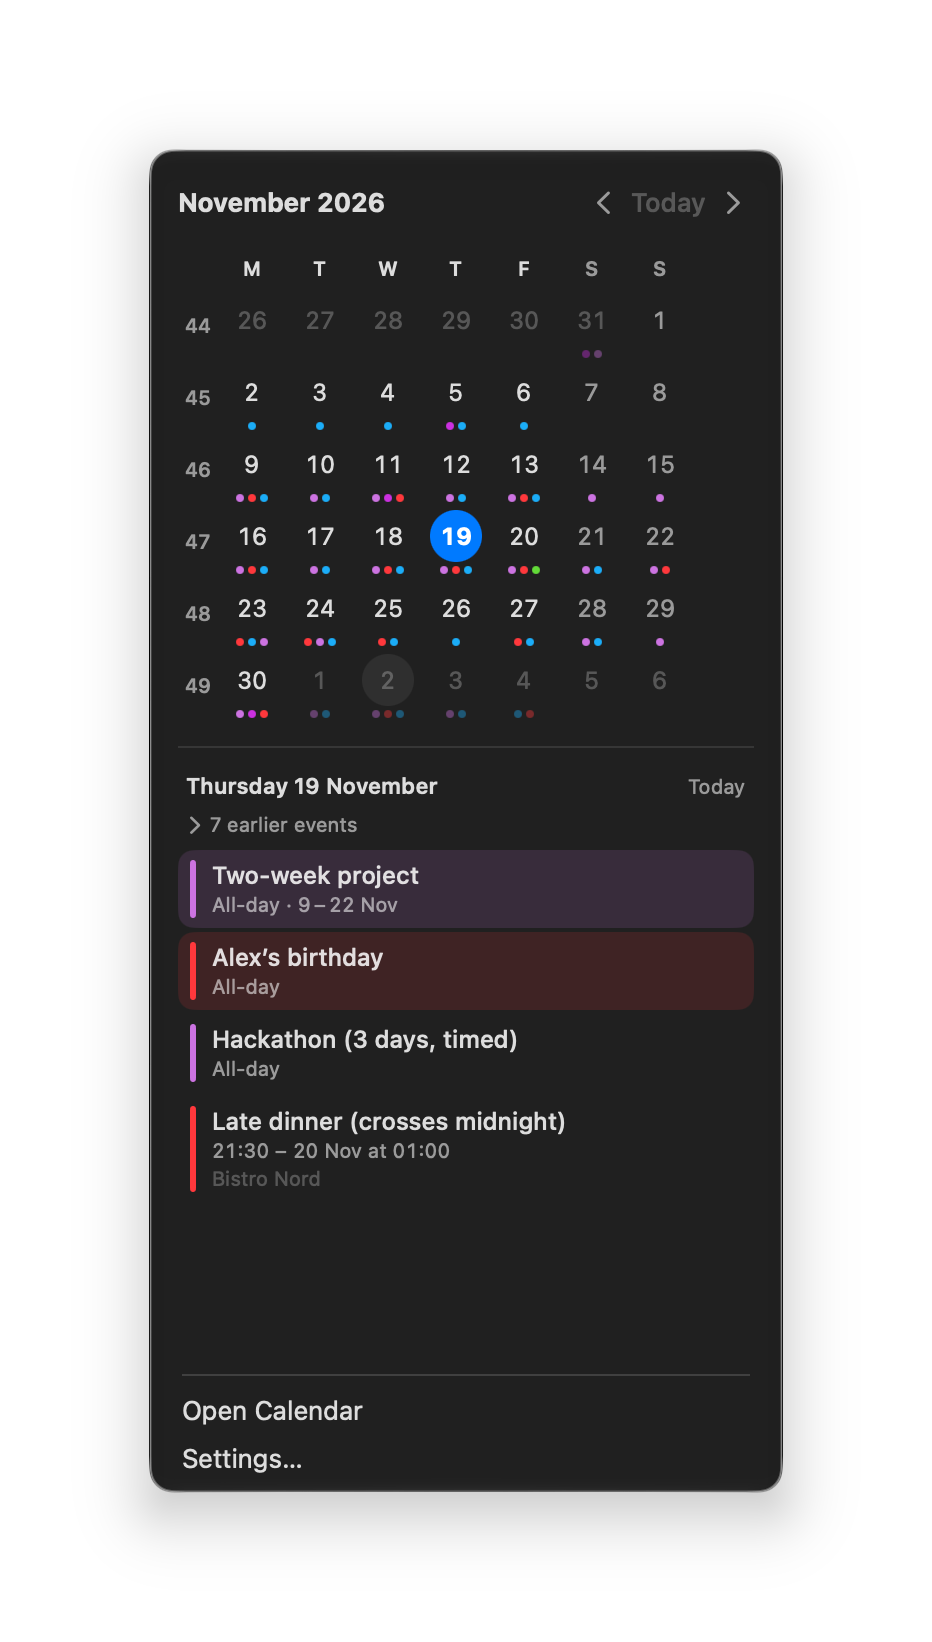 November 2026
Today
M T W T F S S
44 26 27 28 29 30 31 1
45 2 3 4 5 6 7 8
46 9 10 11 12 13 14 15
47 16 17 18 19 20 21 22
48 23 24 25 26 27 28 29
49 30 1 2 3 4 5 6
Thursday 19 November
Today
7 earlier events
Two-week project
All-day · 9 – 22 Nov
Alex’s birthday
All-day
Hackathon (3 days, timed)
All-day
Late dinner (crosses midnight)
21:30 – 20 Nov at 01:00
Bistro Nord
Open Calendar
Settings...